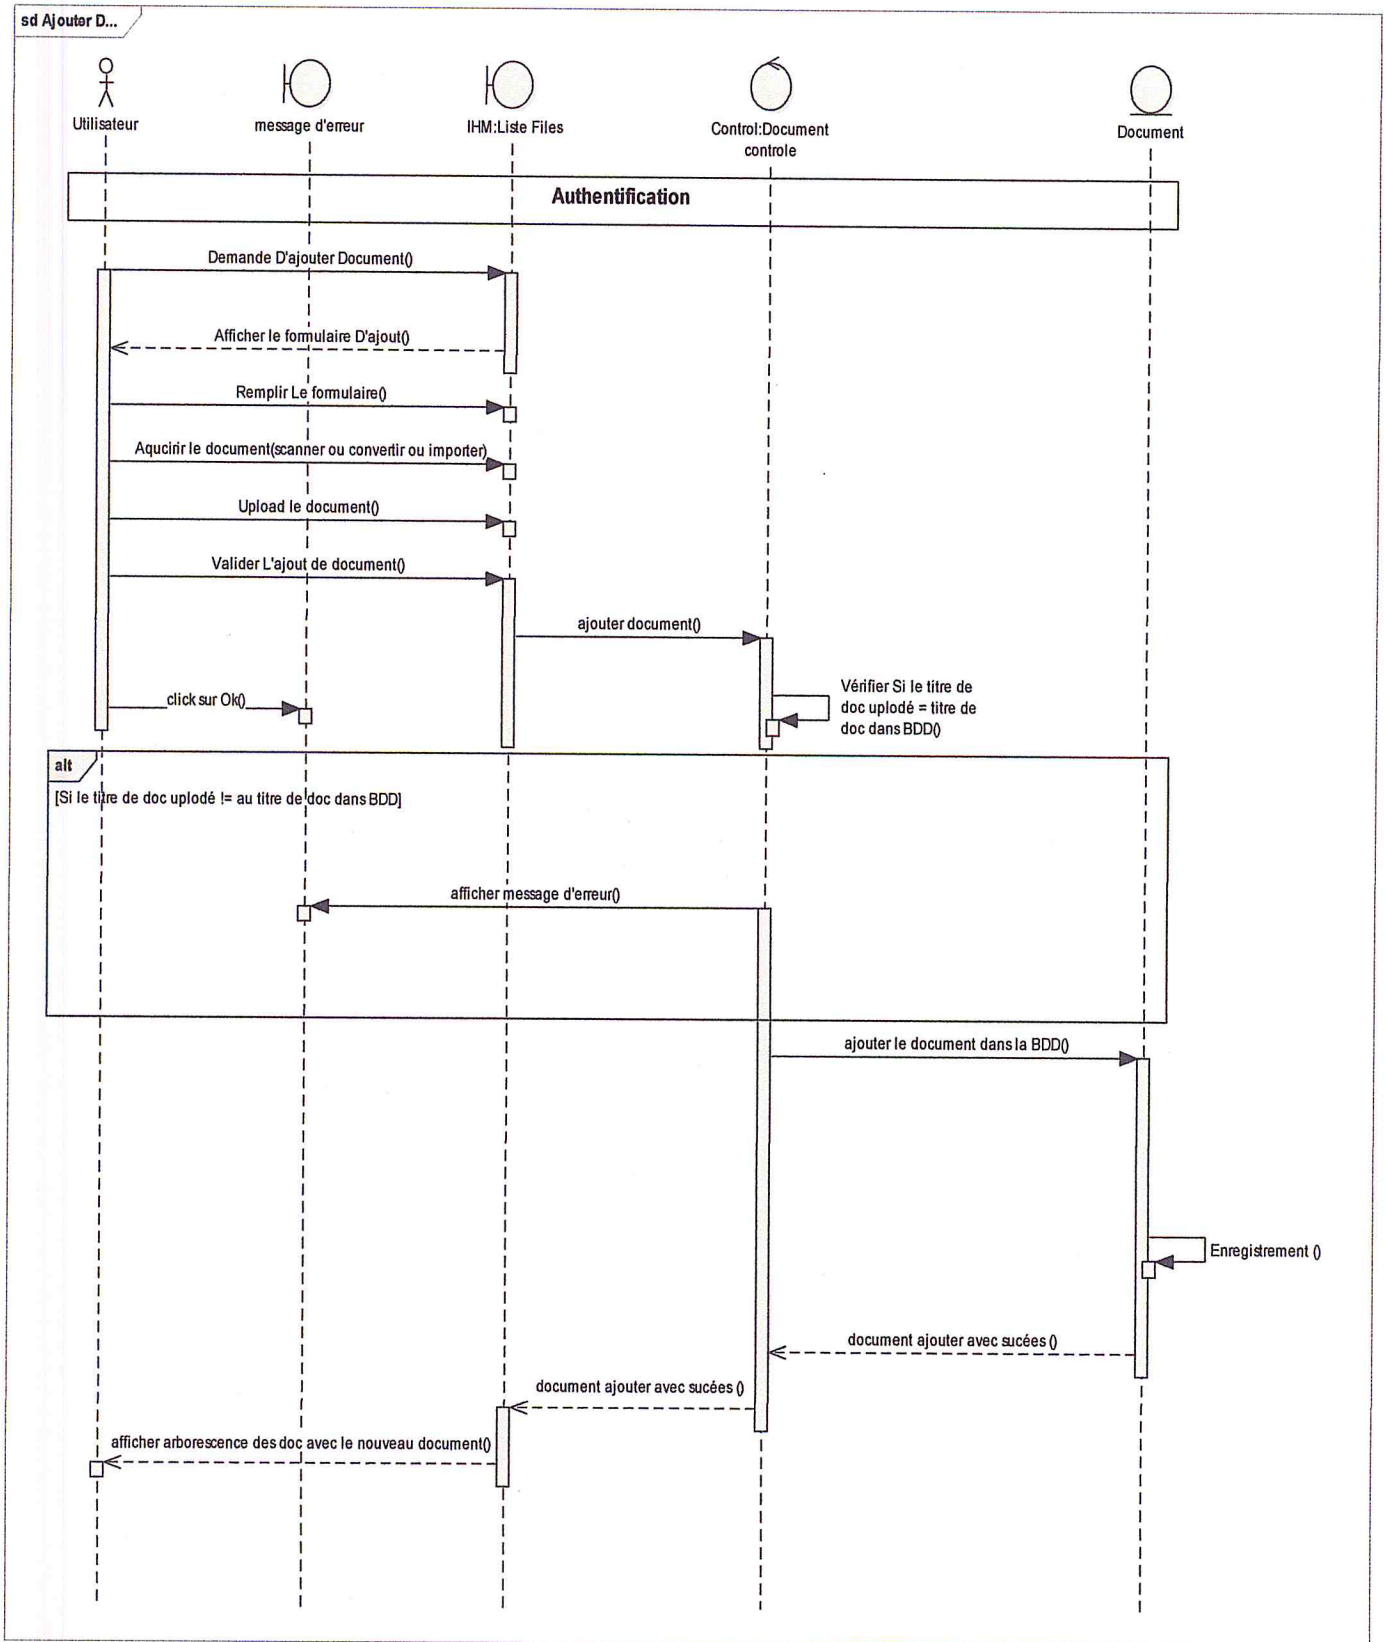 sd Ajouter D...
Utilisateur
message d'erreur
IHM:Liste Files
Control:Document
controle
Document
Authentification
Demande D'ajouter Document()
Afficher le formulaire D'ajout()
Remplir Le formulaire()
Aqucirir le document(scanner ou convertir ou importer)
Upload le document()
Valider L'ajout de document()
ajouter document()
click sur Ok()
Vérifier Si le titre de
doc uplodé = titre de
doc dans BDD()
alt
[Si le titre de doc uplodé != au titre de doc dans BDD]
afficher message d'erreur()
ajouter le document dans la BDD()
Enregistrement ()
document ajouter avec sucées ()
document ajouter avec sucées ()
afficher arborescence des doc avec le nouveau document()